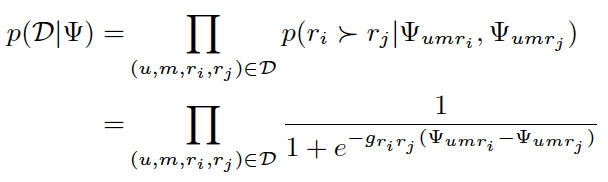 p(𝒟|Ψ) = ∏_{(u,m,r_i,r_j)∈𝒟} p(r_i ≻ r_j|Ψ_{umr_i}, Ψ_{umr_j})
= ∏_{(u,m,r_i,r_j)∈𝒟} \frac{1}{1 + e^{-g_{r_i r_j}(Ψ_{umr_i}-Ψ_{umr_j})}}